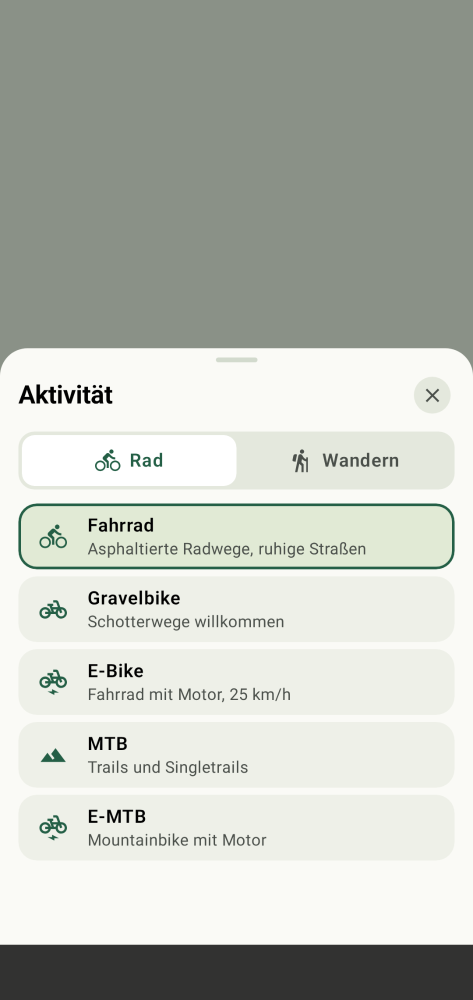 Aktivität
Rad
Wandern
Fahrrad
Asphaltierte Radwege, ruhige Straßen
Gravelbike
Schotterwege willkommen
E-Bike
Fahrrad mit Motor, 25 km/h
MTB
Trails und Singletrails
E-MTB
Mountainbike mit Motor